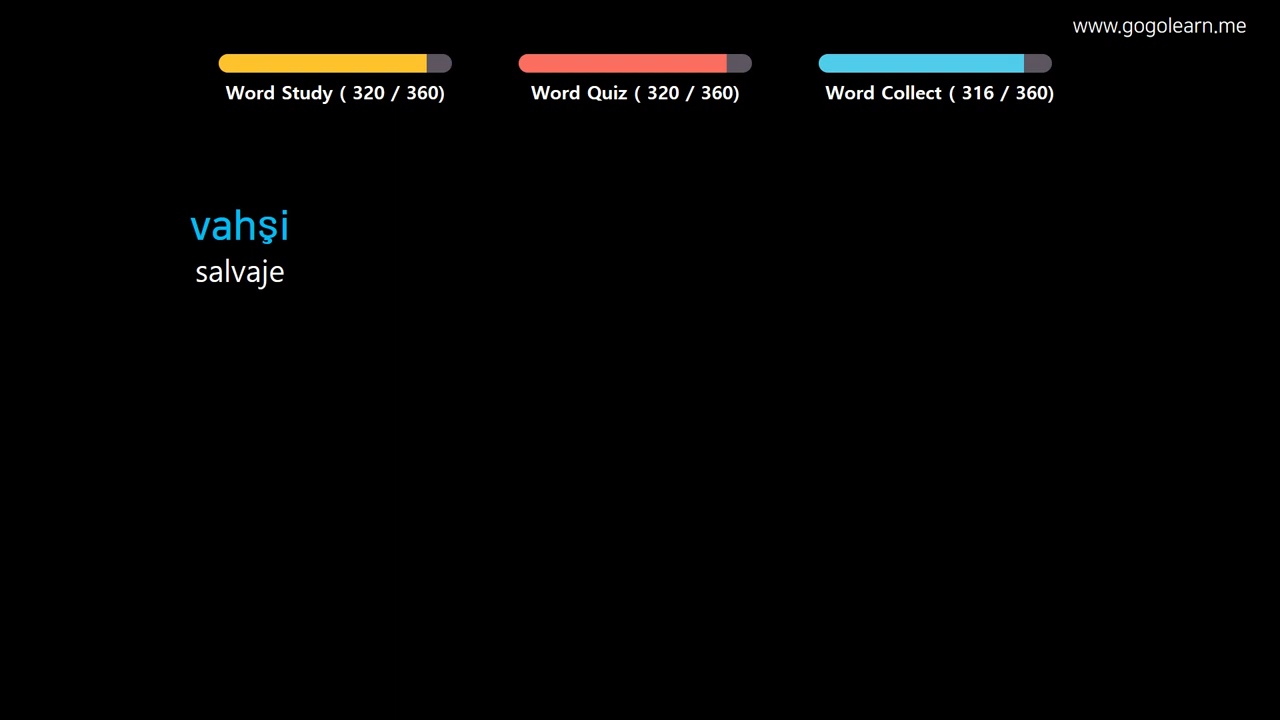 www.gogolearn.me
Word Study ( 320 / 360)
Word Quiz ( 320 / 360)
Word Collect ( 316 / 360)
vahşi
salvaje